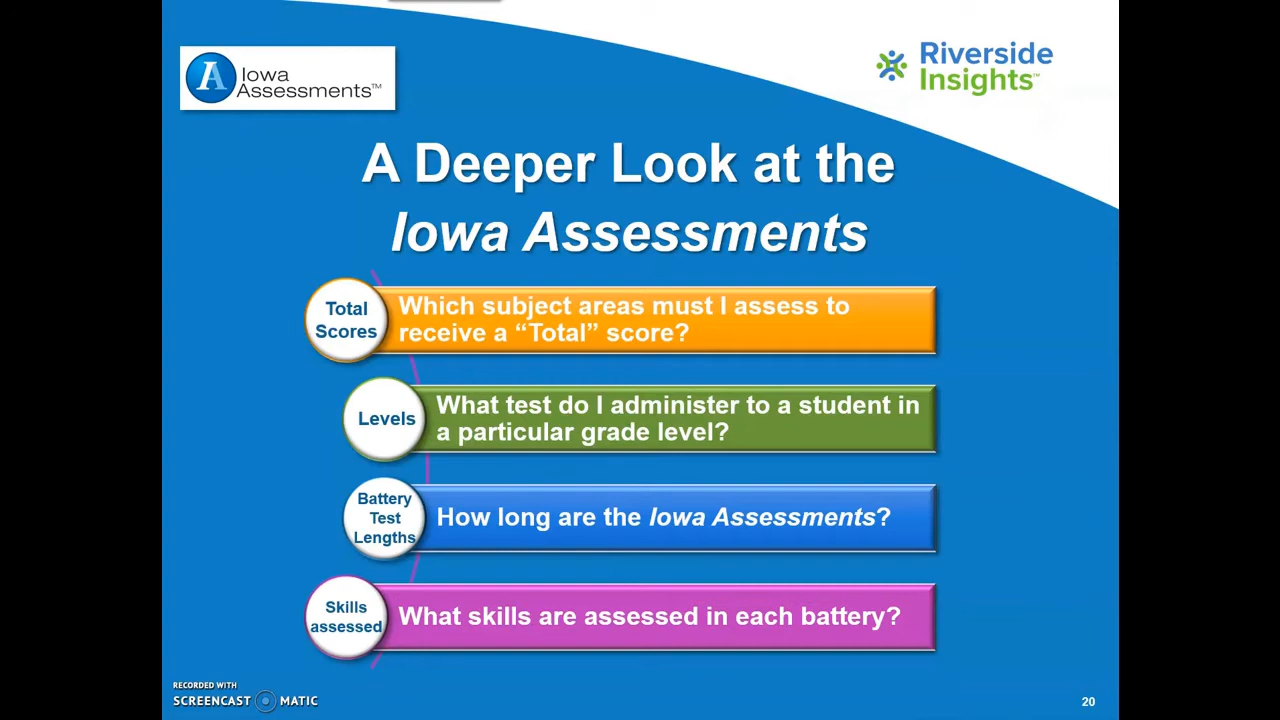 Iowa
Assessments™
Riverside
Insights™
A Deeper Look at the
Iowa Assessments
Total
Scores
Which subject areas must I assess to
receive a “Total” score?
Levels
What test do I administer to a student in
a particular grade level?
Battery
Test
Lengths
How long are the Iowa Assessments?
Skills
assessed
What skills are assessed in each battery?
RECORDED WITH
SCREENCAST MATIC
20